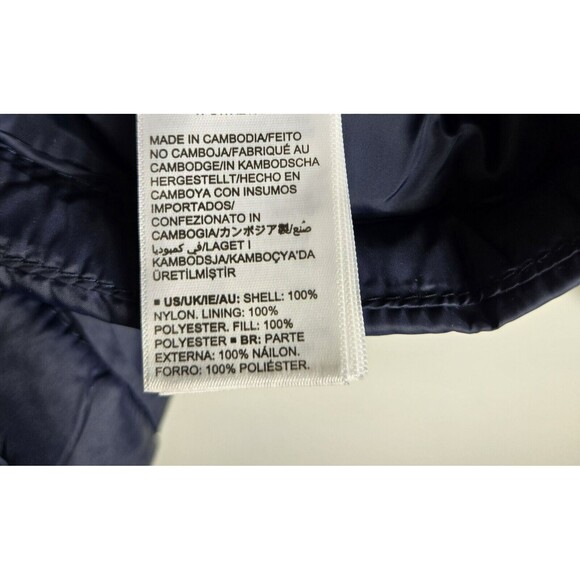 MADE IN CAMBODIA/FEITO
NO CAMBOJA/FABRIQUÉ AU
CAMBODGE/IN KAMBODSCHA
HERGESTELLT/HECHO EN
CAMBOYA CON INSUMOS
IMPORTADOS/
CONFEZIONATO IN
CAMBOGIA/カンボジア製/صُنع
في كمبوديا/LAGET I
KAMBODSJA/KAMBOÇYA'DA
ÜRETİLMİŞTİR
■ US/UK/IE/AU: SHELL: 100%
NYLON. LINING: 100%
POLYESTER. FILL: 100%
POLYESTER ■ BR: PARTE
EXTERNA: 100% NÁILON.
FORRO: 100% POLIÉSTER.